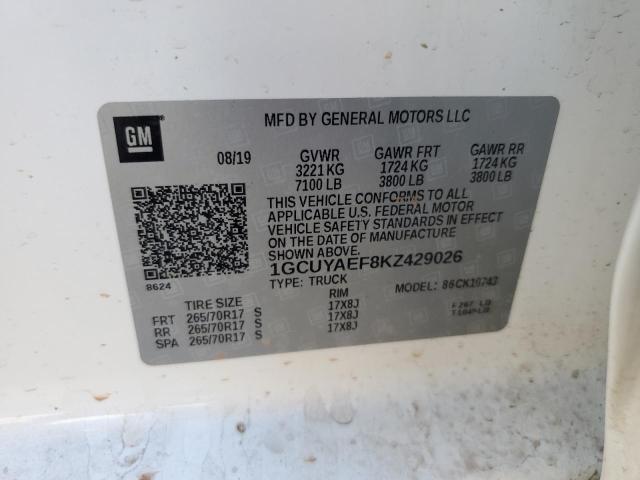 GM
MFD BY GENERAL MOTORS LLC
08/19 GVWR GAWR FRT GAWR RR
3221 KG 1724 KG 1724 KG
7100 LB 3800 LB 3800 LB
THIS VEHICLE CONFORMS TO ALL
APPLICABLE U.S. FEDERAL MOTOR
VEHICLE SAFETY STANDARDS IN EFFECT
ON THE DATE OF MANUFACTURE
SHOWN ABOVE.
8624
1GCUYAEF8KZ429026
TYPE: TRUCK MODEL: 86CK10743
TIRE SIZE RIM
FRT 265/70R17 S 17X8J
RR 265/70R17 S 17X8J
SPA 265/70R17 S 17X8J
F 267 LB